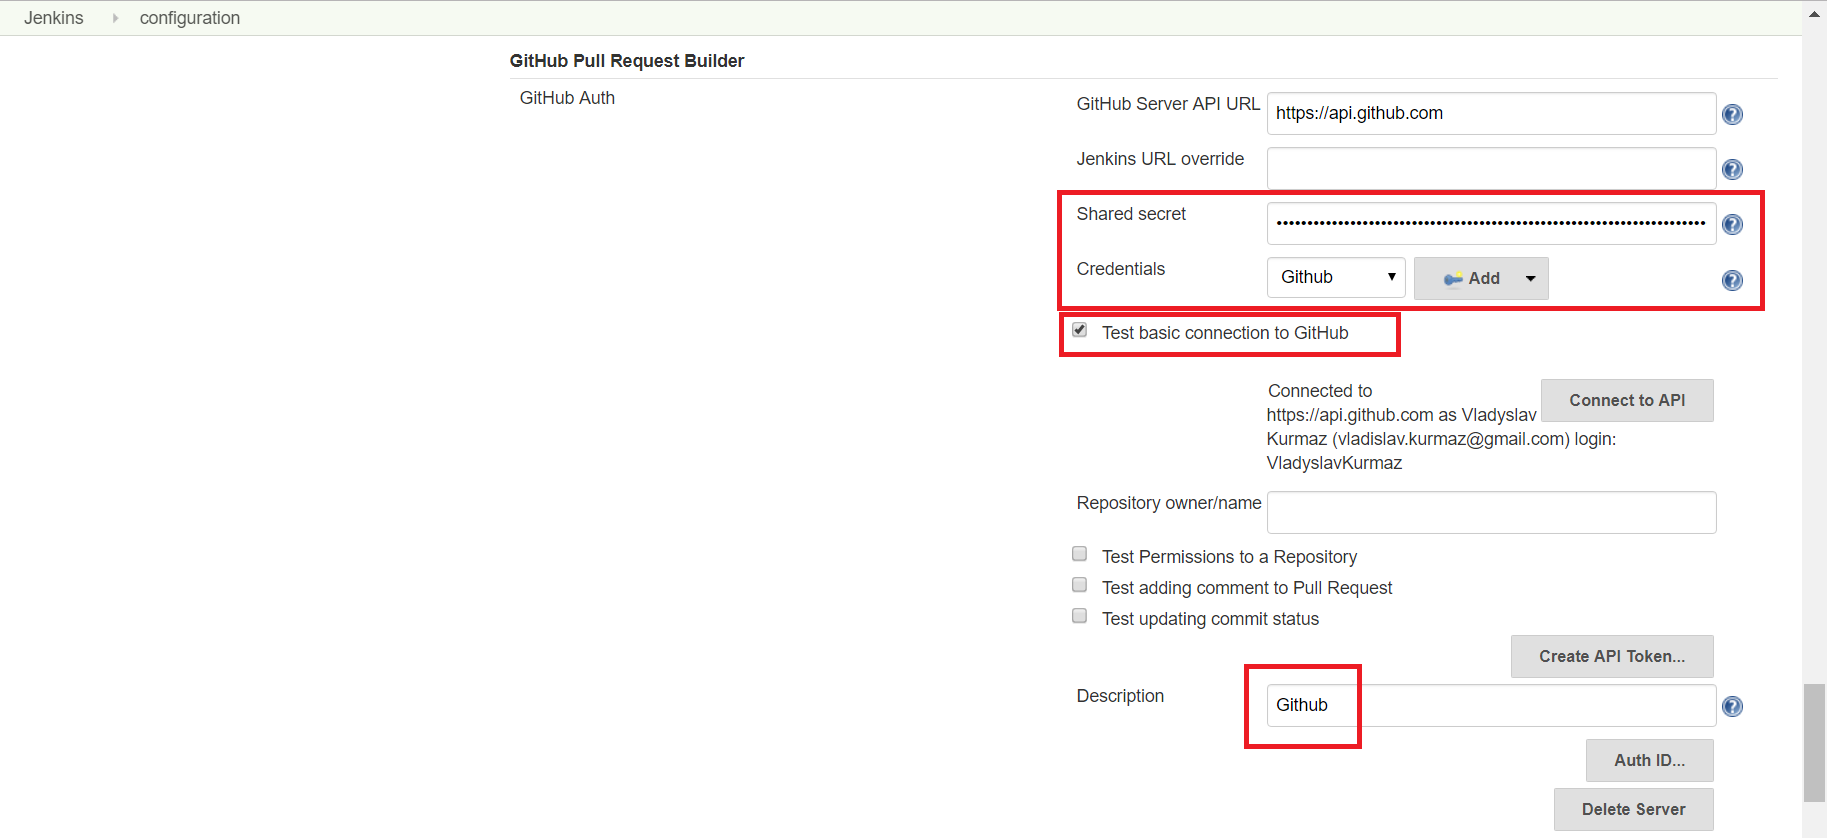 Jenkins configuration
GitHub Pull Request Builder
GitHub Auth
GitHub Server API URL https://api.github.com
Jenkins URL override
Shared secret ••••••••••••••••••••••••••••••••••••••••••••••••••••••••••••••••••••••
Credentials Github Add
Test basic connection to GitHub
Connected to
https://api.github.com as Vladyslav
Kurmaz (vladislav.kurmaz@gmail.com) login:
VladyslavKurmaz
Connect to API
Repository owner/name
Test Permissions to a Repository
Test adding comment to Pull Request
Test updating commit status
Create API Token...
Description Github
Auth ID...
Delete Server